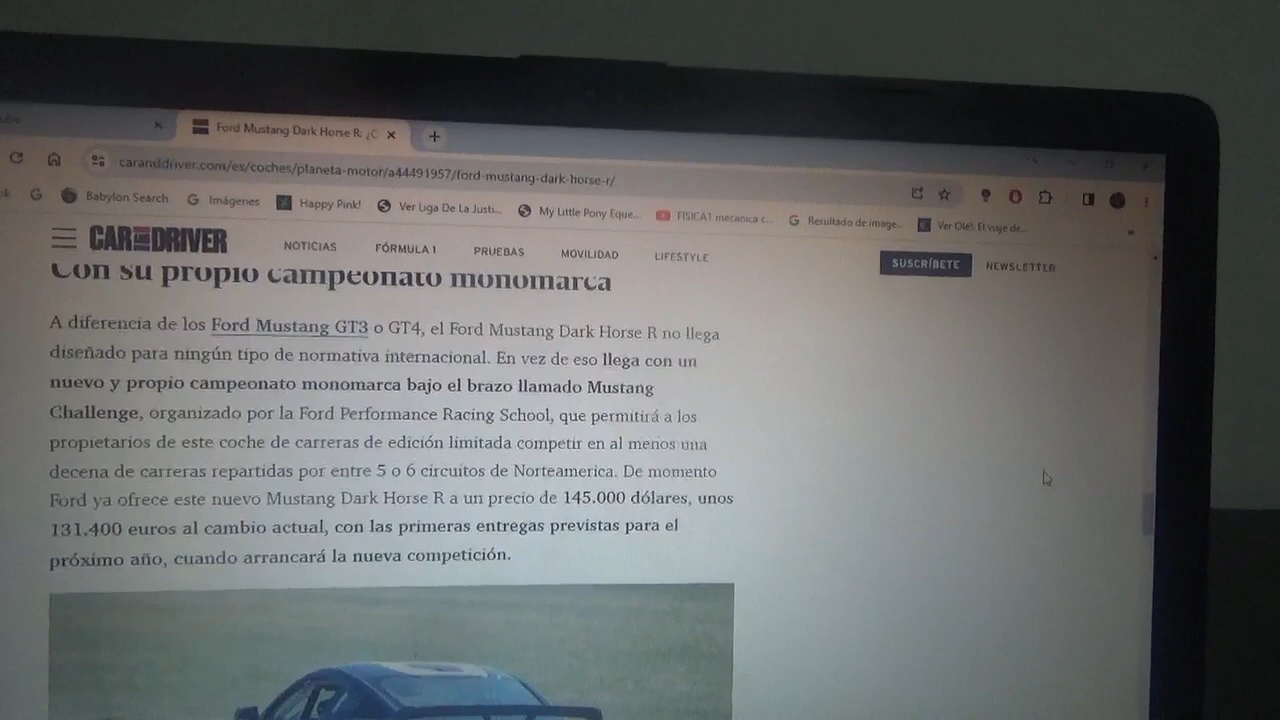 ube
Ford Mustang Dark Horse R: ¿C
caranddriver.com/es/coches/planeta-motor/a44491957/ford-mustang-dark-horse-r/
ok
Babylon Search
Imágenes
Happy Pink!
Ver Liga De La Justi...
My Little Pony Eque...
FISICA1 mecanica c...
Resultado de image...
Ver Olé!: El viaje de...
»
CAR AND DRIVER
NOTICIAS
FÓRMULA 1
PRUEBAS
MOVILIDAD
LIFESTYLE
SUSCRÍBETE
NEWSLETTER
Con su propio campeonato monomarca
A diferencia de los Ford Mustang GT3 o GT4, el Ford Mustang Dark Horse R no llega
diseñado para ningún tipo de normativa internacional. En vez de eso llega con un
nuevo y propio campeonato monomarca bajo el brazo llamado Mustang
Challenge, organizado por la Ford Performance Racing School, que permitirá a los
propietarios de este coche de carreras de edición limitada competir en al menos una
decena de carreras repartidas por entre 5 o 6 circuitos de Norteamerica. De momento
Ford ya ofrece este nuevo Mustang Dark Horse R a un precio de 145.000 dólares, unos
131.400 euros al cambio actual, con las primeras entregas previstas para el
próximo año, cuando arrancará la nueva competición.